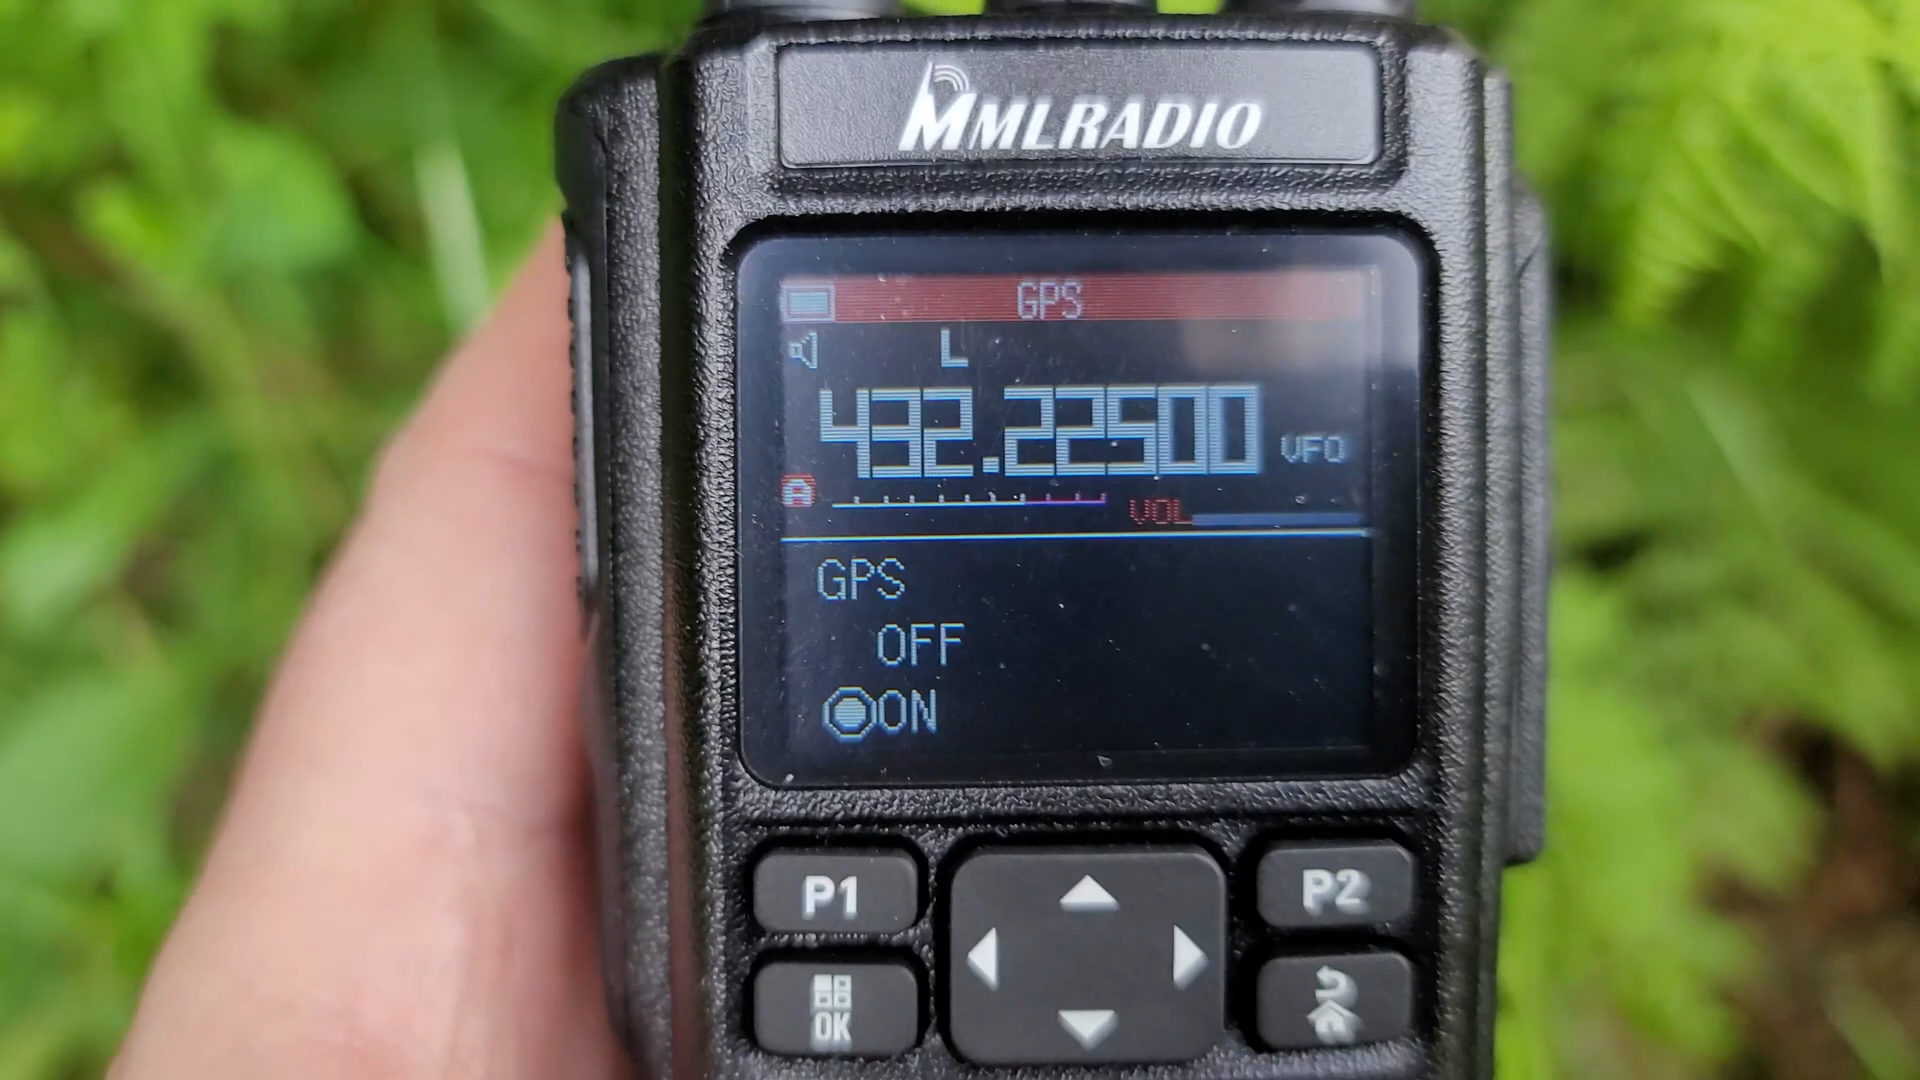 MMLRADIO
GPS
L
432.22500 VFO
A VOL
GPS
OFF
ON
P1
P2
OK